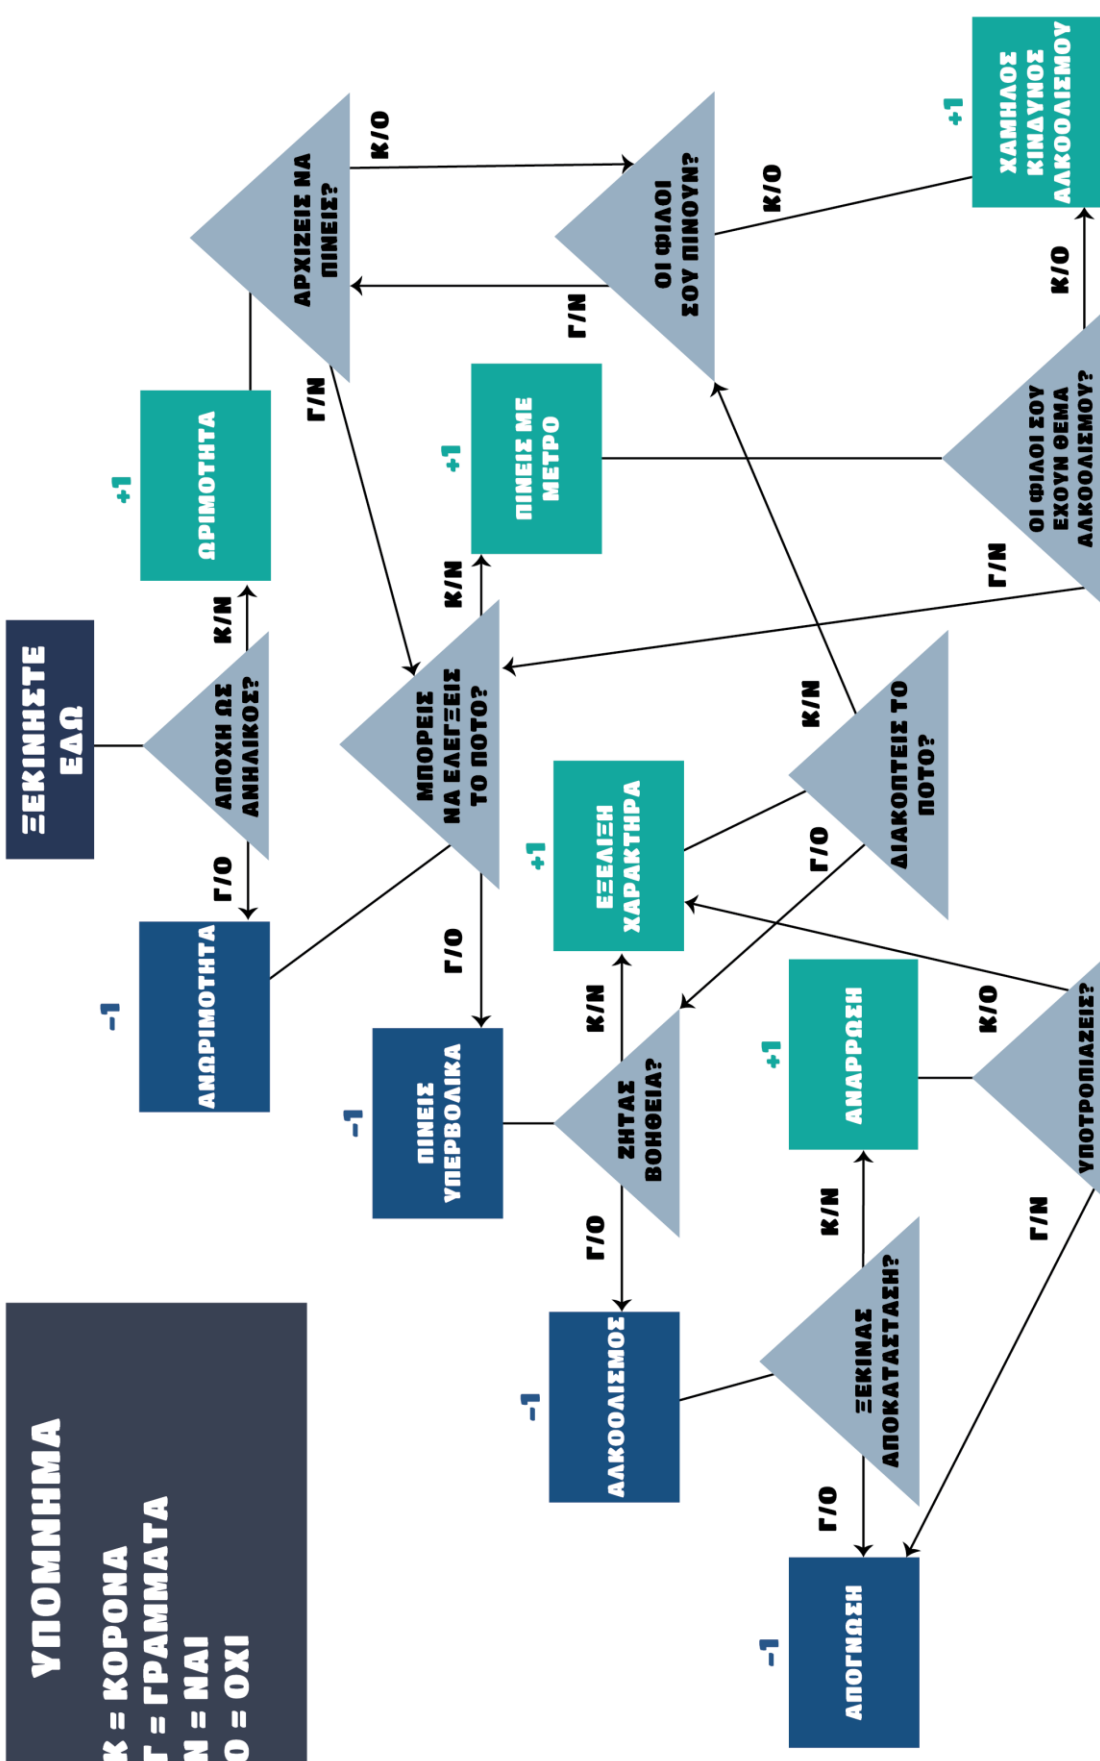 ΞΕΚΙΝΗΣΤΕ
ΕΔΩ
ΑΠΟΧΗ ΩΣ
ΑΝΗΛΙΚΟΣ?
Γ/Ο
Κ/Ν
-1
ΑΝΩΡΙΜΟΤΗΤΑ
+1
ΩΡΙΜΟΤΗΤΑ
ΑΡΧΙΖΕΙΣ ΝΑ
ΠΙΝΕΙΣ?
Γ/Ν
Κ/Ο
ΜΠΟΡΕΙΣ
ΝΑ ΕΛΕΓΞΕΙΣ
ΤΟ ΠΟΤΟ?
Γ/Ο
Κ/Ν
-1
ΠΙΝΕΙΣ
ΥΠΕΡΒΟΛΙΚΑ
+1
ΠΙΝΕΙΣ ΜΕ
ΜΕΤΡΟ
Γ/Ν
ΟΙ ΦΙΛΟΙ
ΣΟΥ ΠΙΝΟΥΝ?
Κ/Ο
ΖΗΤΑΣ
ΒΟΗΘΕΙΑ?
Γ/Ο
Κ/Ν
-1
ΑΛΚΟΟΛΙΣΜΟΣ
+1
ΕΞΕΛΙΞΗ
ΧΑΡΑΚΤΗΡΑ
ΔΙΑΚΟΠΤΕΙΣ ΤΟ
ΠΟΤΟ?
Γ/Ο
Κ/Ν
ΞΕΚΙΝΑΣ
ΑΠΟΚΑΤΑΣΤΑΣΗ?
Γ/Ο
Κ/Ν
-1
ΑΠΟΓΝΩΣΗ
+1
ΑΝΑΡΡΩΣΗ
ΥΠΟΤΡΟΠΙΑΖΕΙΣ?
Γ/Ν
Κ/Ο
ΟΙ ΦΙΛΟΙ ΣΟΥ
ΕΧΟΥΝ ΘΕΜΑ
ΑΛΚΟΟΛΙΣΜΟΥ?
Γ/Ν
Κ/Ο
+1
ΧΑΜΗΛΟΣ
ΚΙΝΔΥΝΟΣ
ΑΛΚΟΟΛΙΣΜΟΥ
ΥΠΟΜΝΗΜΑ
Κ = ΚΟΡΟΝΑ
Γ = ΓΡΑΜΜΑΤΑ
Ν = ΝΑΙ
Ο = ΟΧΙ